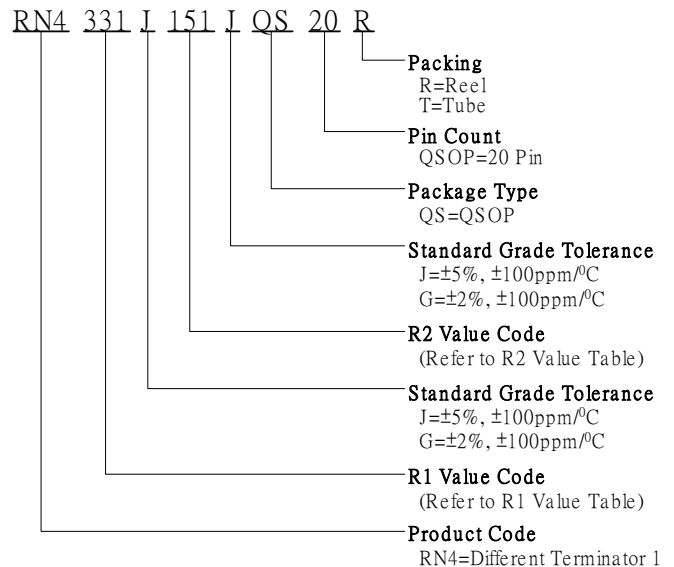 RN4 331 J 151 J QS 20 R
Packing
R=Reel
T=Tube
Pin Count
QSOP=20 Pin
Package Type
QS=QSOP
Standard Grade Tolerance
J=±5%, ±100ppm/⁰C
G=±2%, ±100ppm/⁰C
R2 Value Code
(Refer to R2 Value Table)
Standard Grade Tolerance
J=±5%, ±100ppm/⁰C
G=±2%, ±100ppm/⁰C
R1 Value Code
(Refer to R1 Value Table)
Product Code
RN4=Different Terminator 1